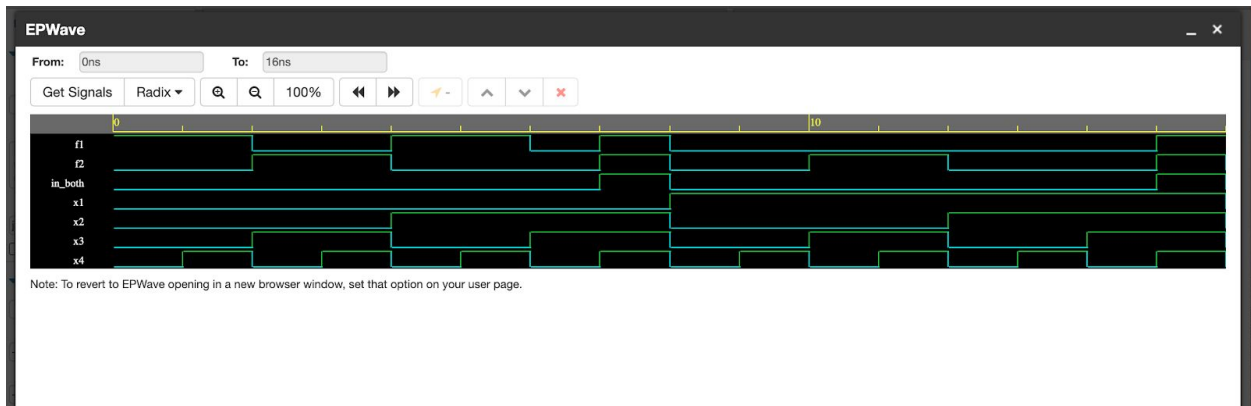 EPWave
From: 0ns To: 16ns
Get Signals Radix 100% -
0 10
f1
f2
in_both
x1
x2
x3
x4
Note: To revert to EPWave opening in a new browser window, set that option on your user page.